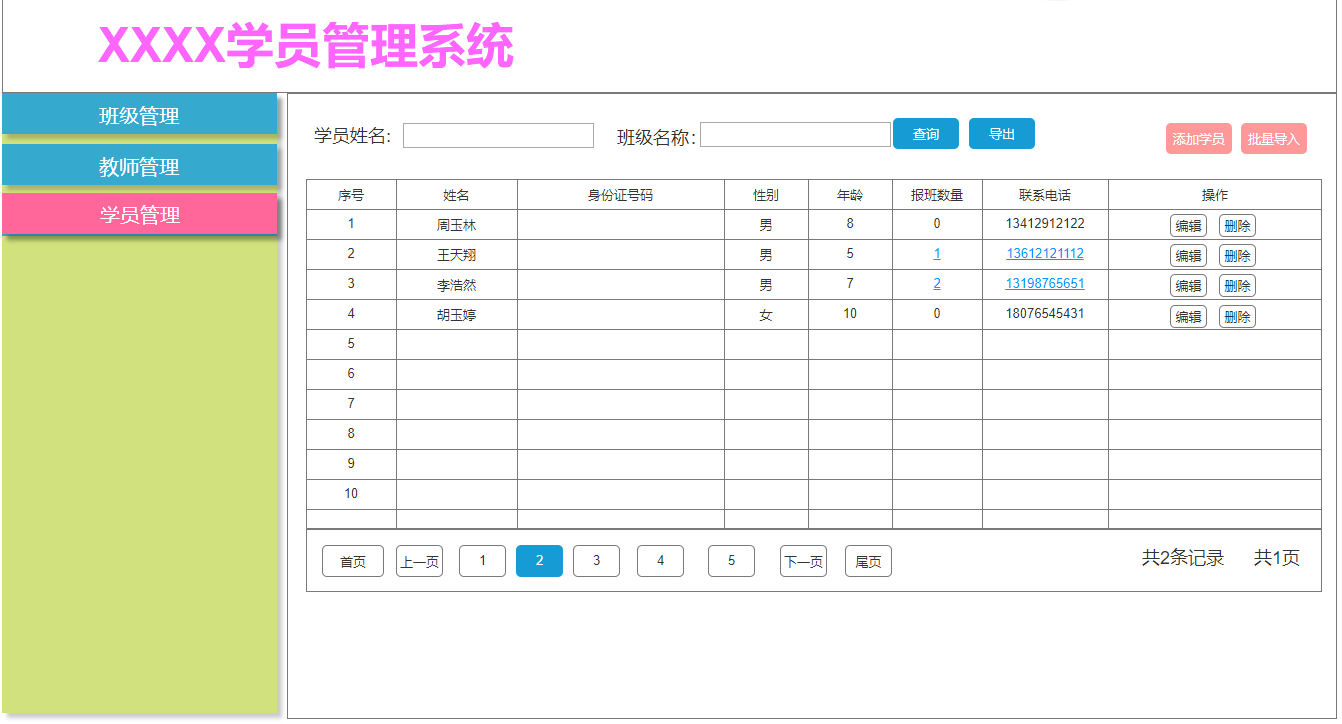 XXXX学员管理系统
班级管理
教师管理
学员管理
学员姓名: 班级名称: 查询 导出 添加学员 批量导入
序号 姓名 身份证号码 性别 年龄 报班数量 联系电话 操作
1 周玉林 男 8 0 13412912122 编辑 删除
2 王天翔 男 5 1 13612121112 编辑 删除
3 李浩然 男 7 2 13198765651 编辑 删除
4 胡玉婷 女 10 0 18076545431 编辑 删除
5
6
7
8
9
10
首页 上一页 1 2 3 4 5 下一页 尾页 共2条记录 共1页